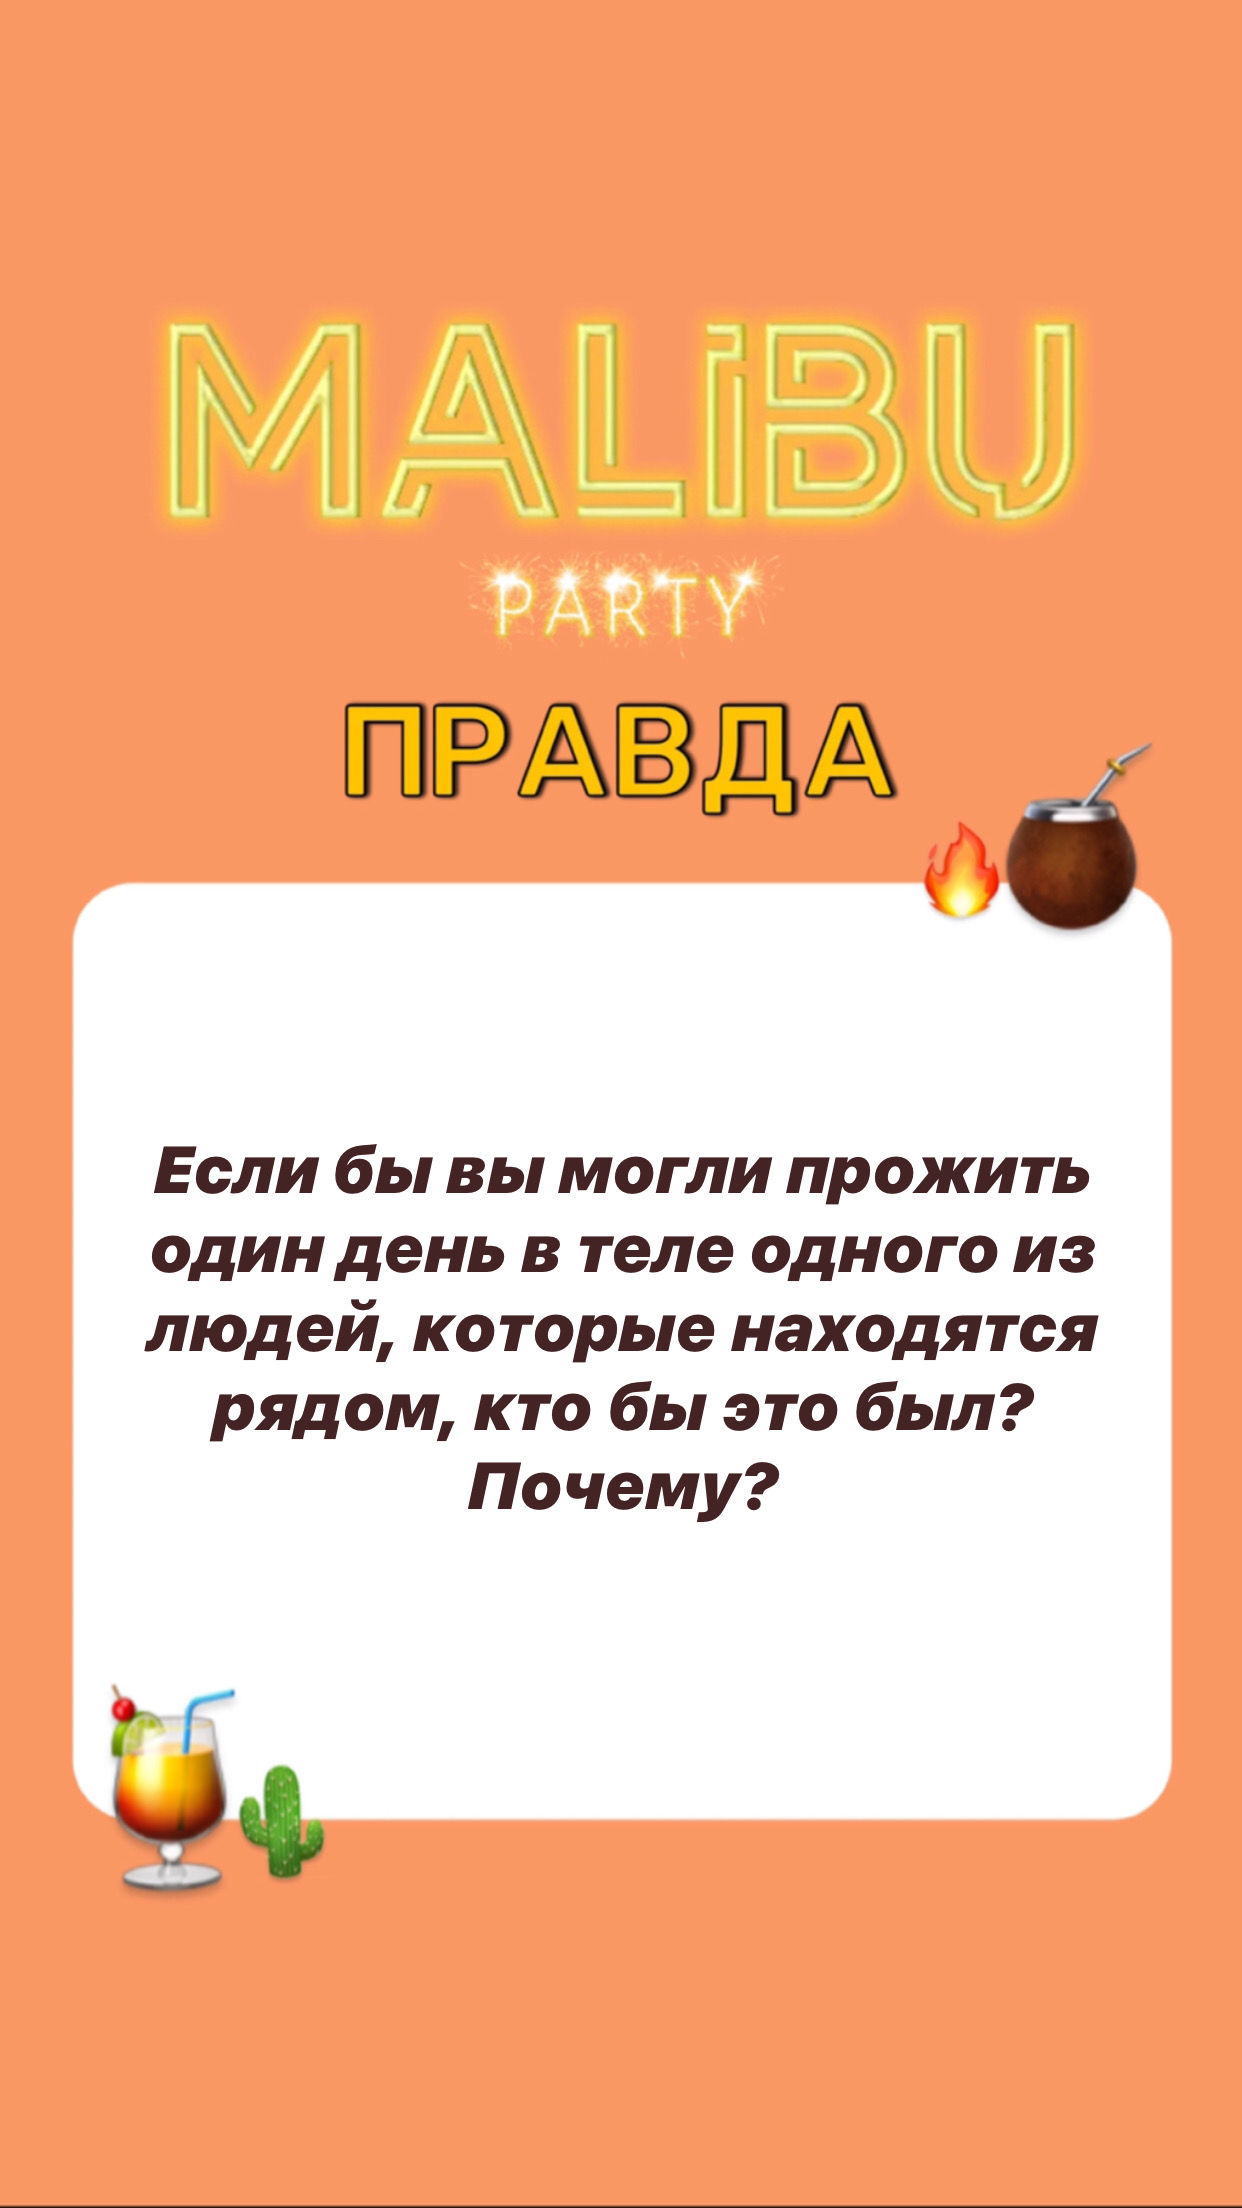 MALiBU
PARTY
ПРАВДА
Если бы вы могли прожить
один день в теле одного из
людей, которые находятся
рядом, кто бы это был?
Почему?